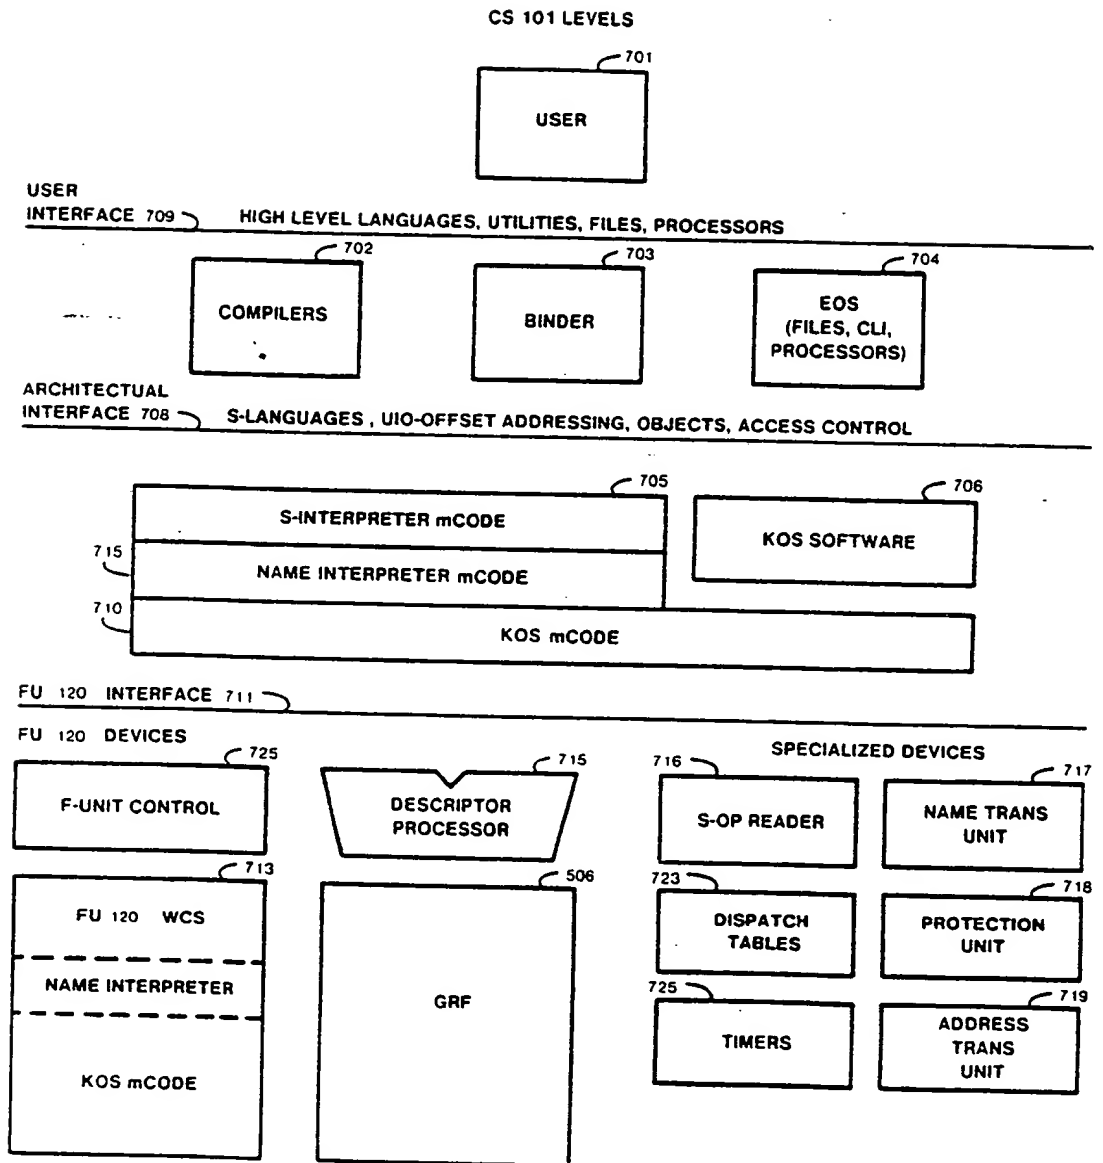 CS 101 LEVELS
701
USER
USER
INTERFACE 709
HIGH LEVEL LANGUAGES, UTILITIES, FILES, PROCESSORS
702
COMPILERS
703
BINDER
704
EOS
(FILES, CLI,
PROCESSORS)
ARCHITECTUAL
INTERFACE 708
S-LANGUAGES , UIO-OFFSET ADDRESSING, OBJECTS, ACCESS CONTROL
705
S-INTERPRETER mCODE
706
KOS SOFTWARE
715
NAME INTERPRETER mCODE
710
KOS mCODE
FU 120 INTERFACE 711
FU 120 DEVICES
SPECIALIZED DEVICES
725
F-UNIT CONTROL
715
DESCRIPTOR
PROCESSOR
716
S-OP READER
717
NAME TRANS
UNIT
713
FU 120 WCS
NAME INTERPRETER
KOS mCODE
506
GRF
723
DISPATCH
TABLES
718
PROTECTION
UNIT
725
TIMERS
719
ADDRESS
TRANS
UNIT